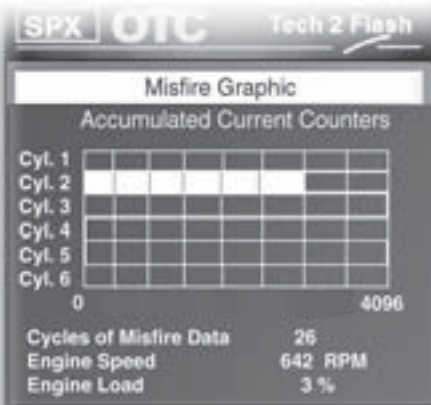 SPX OTC Tech 2 Flash
Misfire Graphic
Accumulated Current Counters
Cyl. 1
Cyl. 2
Cyl. 3
Cyl. 4
Cyl. 5
Cyl. 6
0 4096
Cycles of Misfire Data 26
Engine Speed 642 RPM
Engine Load 3 %